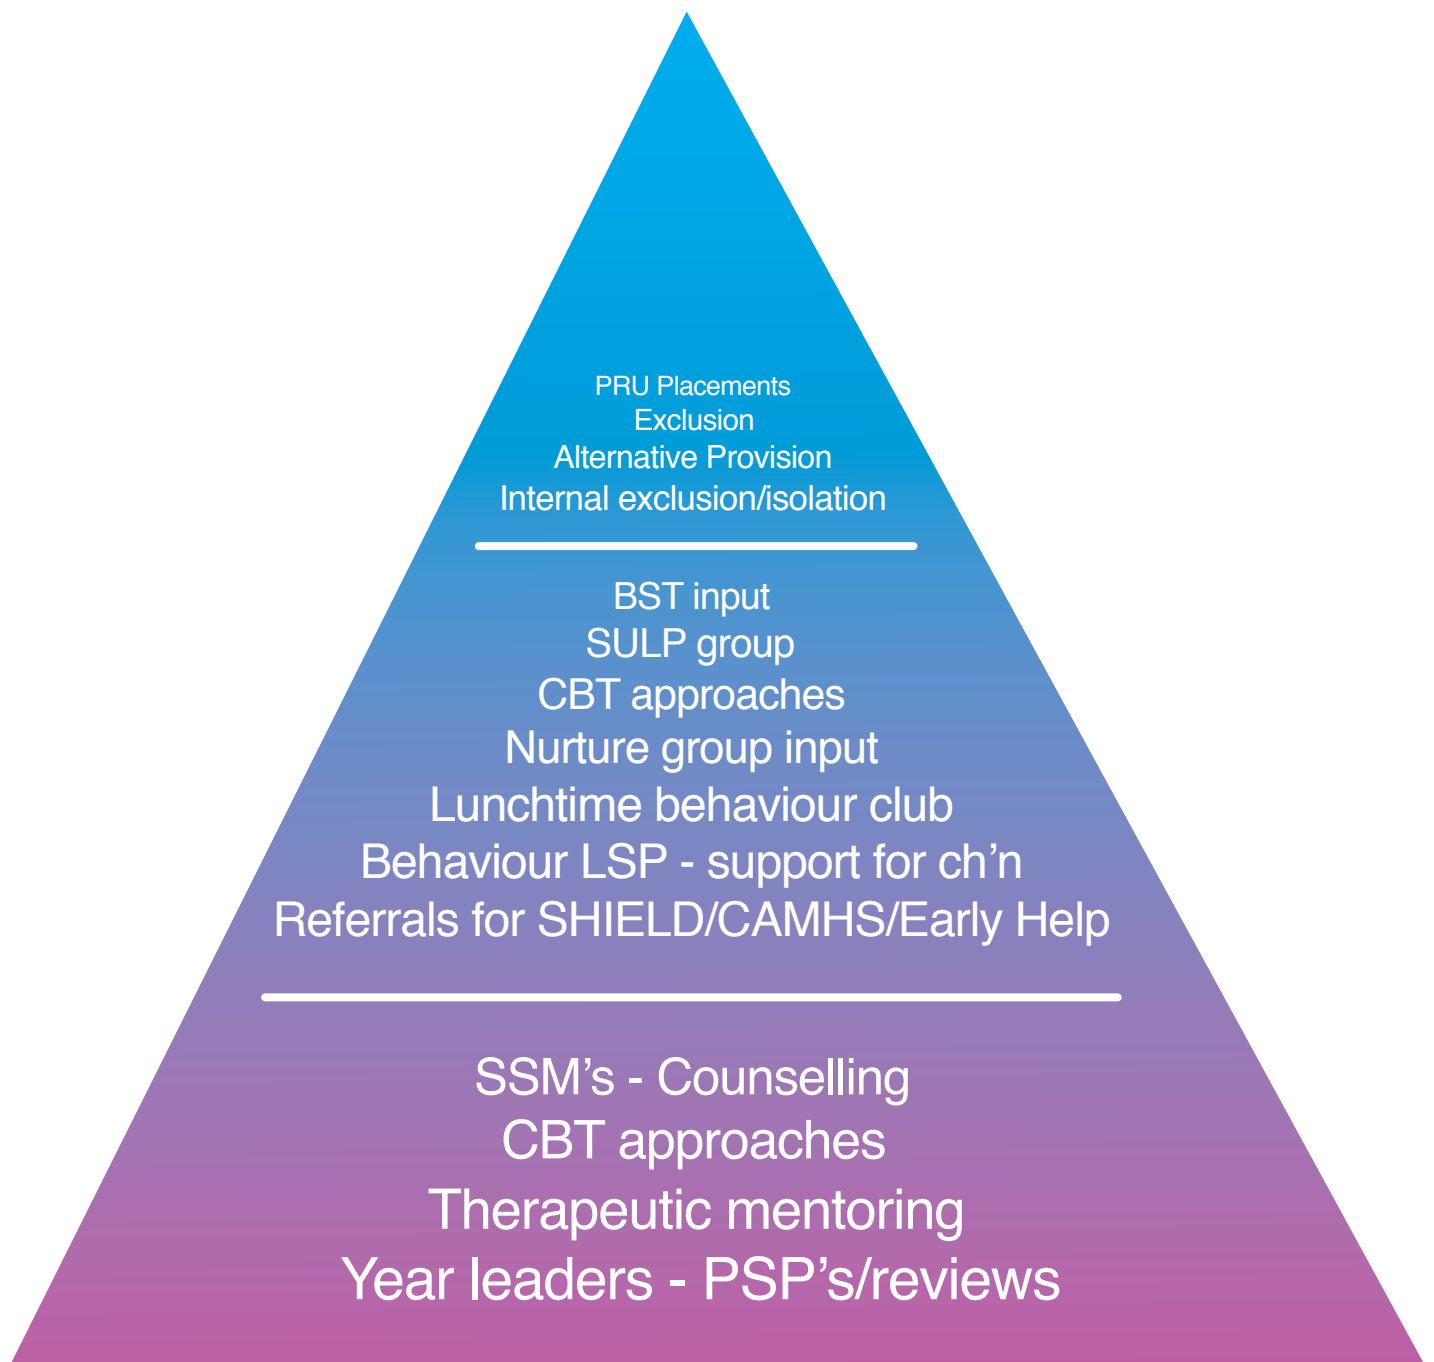 PRU Placements
Exclusion
Alternative Provision
Internal exclusion/isolation
BST input
SULP group
CBT approaches
Nurture group input
Lunchtime behaviour club
Behaviour LSP - support for ch’n
Referrals for SHIELD/CAMHS/Early Help
SSM’s - Counselling
CBT approaches
Therapeutic mentoring
Year leaders - PSP’s/reviews